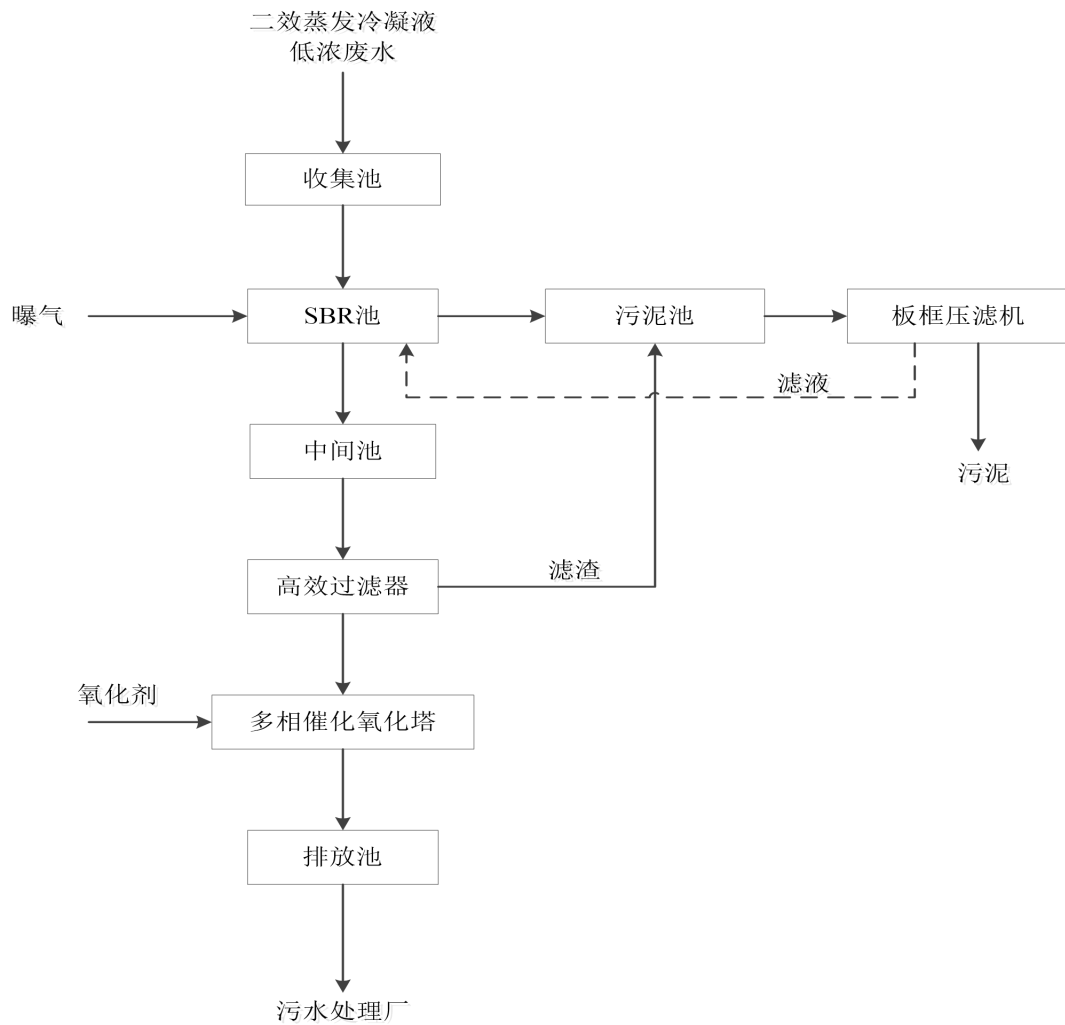 二效蒸发冷凝液
低浓废水
收集池
曝气
SBR池
污泥池
板框压滤机
滤液
中间池
污泥
高效过滤器
滤渣
氧化剂
多相催化氧化塔
排放池
污水处理厂